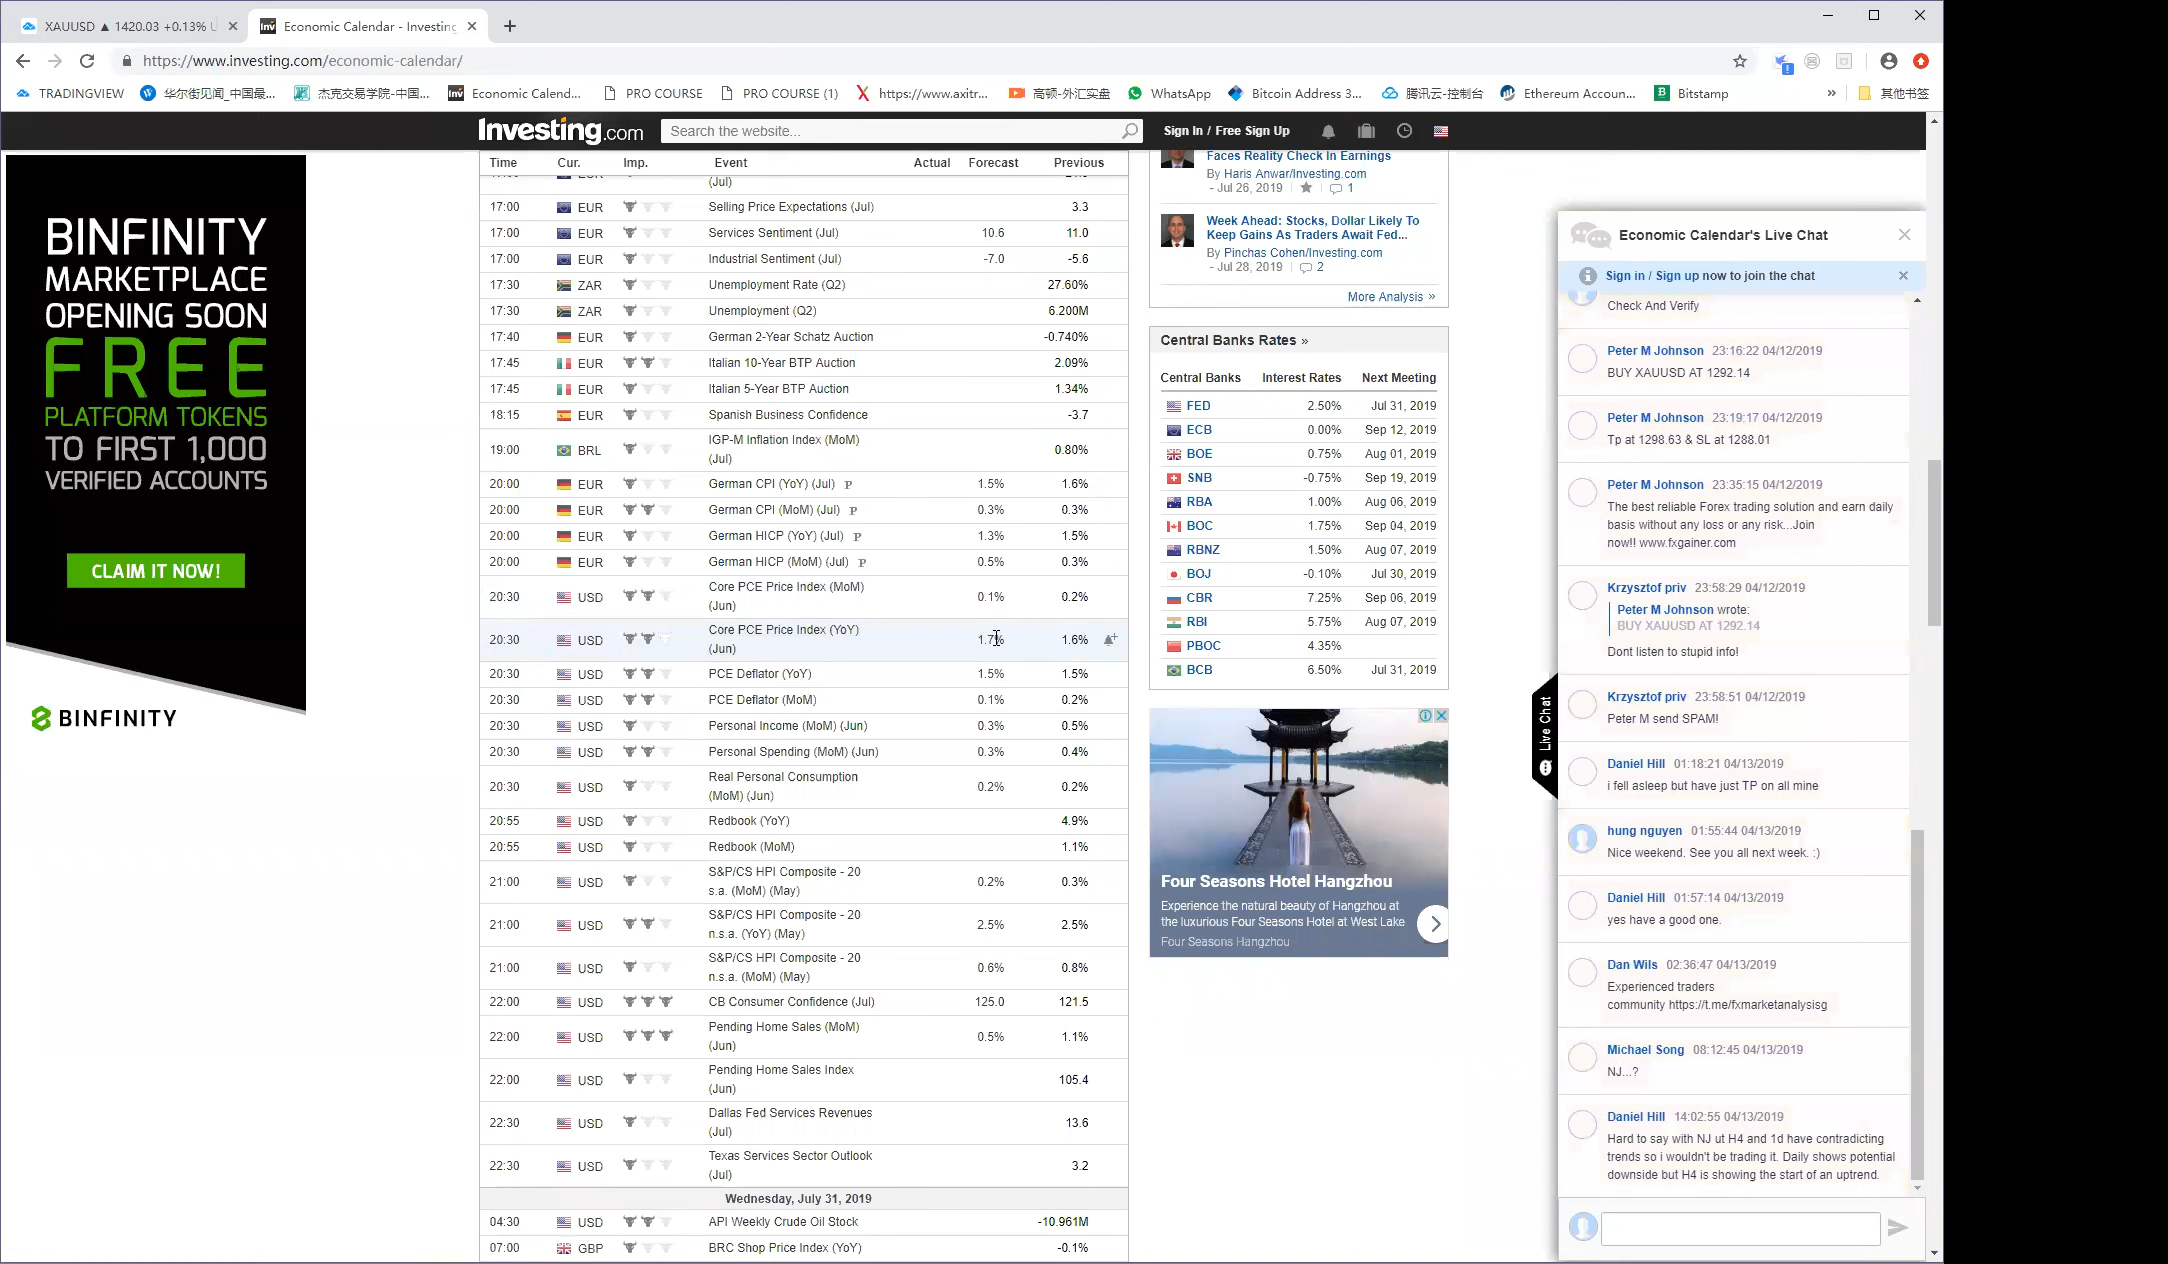 XAUUSD ▲ 1420.03 +0.13% U
Economic Calendar - Investing
https://www.investing.com/economic-calendar/
TRADINGVIEW 华尔街见闻_中国最... 杰克交易学院-中国... Economic Calend... PRO COURSE PRO COURSE (1) https://www.axitr... 高顿-外汇实盘 WhatsApp Bitcoin Address 3... 腾讯云-控制台 Ethereum Accoun... Bitstamp » 其他书签
Investing.com Search the website... Sign In / Free Sign Up
BINFINITY
MARKETPLACE
OPENING SOON
FREE
PLATFORM TOKENS
TO FIRST 1,000
VERIFIED ACCOUNTS
CLAIM IT NOW!
BINFINITY
Time Cur. Imp. Event Actual Forecast Previous
(Jul)
17:00 EUR Selling Price Expectations (Jul) 3.3
17:00 EUR Services Sentiment (Jul) 10.6 11.0
17:00 EUR Industrial Sentiment (Jul) -7.0 -5.6
17:30 ZAR Unemployment Rate (Q2) 27.60%
17:30 ZAR Unemployment (Q2) 6.200M
17:40 EUR German 2-Year Schatz Auction -0.740%
17:45 EUR Italian 10-Year BTP Auction 2.09%
17:45 EUR Italian 5-Year BTP Auction 1.34%
18:15 EUR Spanish Business Confidence -3.7
19:00 BRL IGP-M Inflation Index (MoM)
(Jul) 0.80%
20:00 EUR German CPI (YoY) (Jul) P 1.5% 1.6%
20:00 EUR German CPI (MoM) (Jul) P 0.3% 0.3%
20:00 EUR German HICP (YoY) (Jul) P 1.3% 1.5%
20:00 EUR German HICP (MoM) (Jul) P 0.5% 0.3%
20:30 USD Core PCE Price Index (MoM)
(Jun) 0.1% 0.2%
20:30 USD Core PCE Price Index (YoY)
(Jun) 1.7% 1.6%
20:30 USD PCE Deflator (YoY) 1.5% 1.5%
20:30 USD PCE Deflator (MoM) 0.1% 0.2%
20:30 USD Personal Income (MoM) (Jun) 0.3% 0.5%
20:30 USD Personal Spending (MoM) (Jun) 0.3% 0.4%
20:30 USD Real Personal Consumption
(MoM) (Jun) 0.2% 0.2%
20:55 USD Redbook (YoY) 4.9%
20:55 USD Redbook (MoM) 1.1%
21:00 USD S&P/CS HPI Composite - 20
s.a. (MoM) (May) 0.2% 0.3%
21:00 USD S&P/CS HPI Composite - 20
n.s.a. (YoY) (May) 2.5% 2.5%
21:00 USD S&P/CS HPI Composite - 20
n.s.a. (MoM) (May) 0.6% 0.8%
22:00 USD CB Consumer Confidence (Jul) 125.0 121.5
22:00 USD Pending Home Sales (MoM)
(Jun) 0.5% 1.1%
22:00 USD Pending Home Sales Index
(Jun) 105.4
22:30 USD Dallas Fed Services Revenues
(Jul) 13.6
22:30 USD Texas Services Sector Outlook
(Jul) 3.2
Wednesday, July 31, 2019
04:30 USD API Weekly Crude Oil Stock -10.961M
07:00 GBP BRC Shop Price Index (YoY) -0.1%
Faces Reality Check In Earnings
By Haris Anwar/Investing.com
- Jul 26, 2019 1
Week Ahead: Stocks, Dollar Likely To
Keep Gains As Traders Await Fed...
By Pinchas Cohen/Investing.com
- Jul 28, 2019 2
More Analysis »
Central Banks Rates »
Central Banks Interest Rates Next Meeting
FED 2.50% Jul 31, 2019
ECB 0.00% Sep 12, 2019
BOE 0.75% Aug 01, 2019
SNB -0.75% Sep 19, 2019
RBA 1.00% Aug 06, 2019
BOC 1.75% Sep 04, 2019
RBNZ 1.50% Aug 07, 2019
BOJ -0.10% Jul 30, 2019
CBR 7.25% Sep 06, 2019
RBI 5.75% Aug 07, 2019
PBOC 4.35%
BCB 6.50% Jul 31, 2019
Four Seasons Hotel Hangzhou
Experience the natural beauty of Hangzhou at
the luxurious Four Seasons Hotel at West Lake
Four Seasons Hangzhou
Live Chat
Economic Calendar's Live Chat
Sign in / Sign up now to join the chat
Check And Verify
Peter M Johnson 23:16:22 04/12/2019
BUY XAUUSD AT 1292.14
Peter M Johnson 23:19:17 04/12/2019
Tp at 1298.63 & SL at 1288.01
Peter M Johnson 23:35:15 04/12/2019
The best reliable Forex trading solution and earn daily
basis without any loss or any risk...Join
now!! www.fxgainer.com
Krzysztof priv 23:58:29 04/12/2019
Peter M Johnson wrote:
BUY XAUUSD AT 1292.14
Dont listen to stupid info!
Krzysztof priv 23:58:51 04/12/2019
Peter M send SPAM!
Daniel Hill 01:18:21 04/13/2019
i fell asleep but have just TP on all mine
hung nguyen 01:55:44 04/13/2019
Nice weekend. See you all next week. :)
Daniel Hill 01:57:14 04/13/2019
yes have a good one.
Dan Wils 02:36:47 04/13/2019
Experienced traders
community https://t.me/fxmarketanalysisg
Michael Song 08:12:45 04/13/2019
NJ...?
Daniel Hill 14:02:55 04/13/2019
Hard to say with NJ ut H4 and 1d have contradicting
trends so i wouldn't be trading it. Daily shows potential
downside but H4 is showing the start of an uptrend.